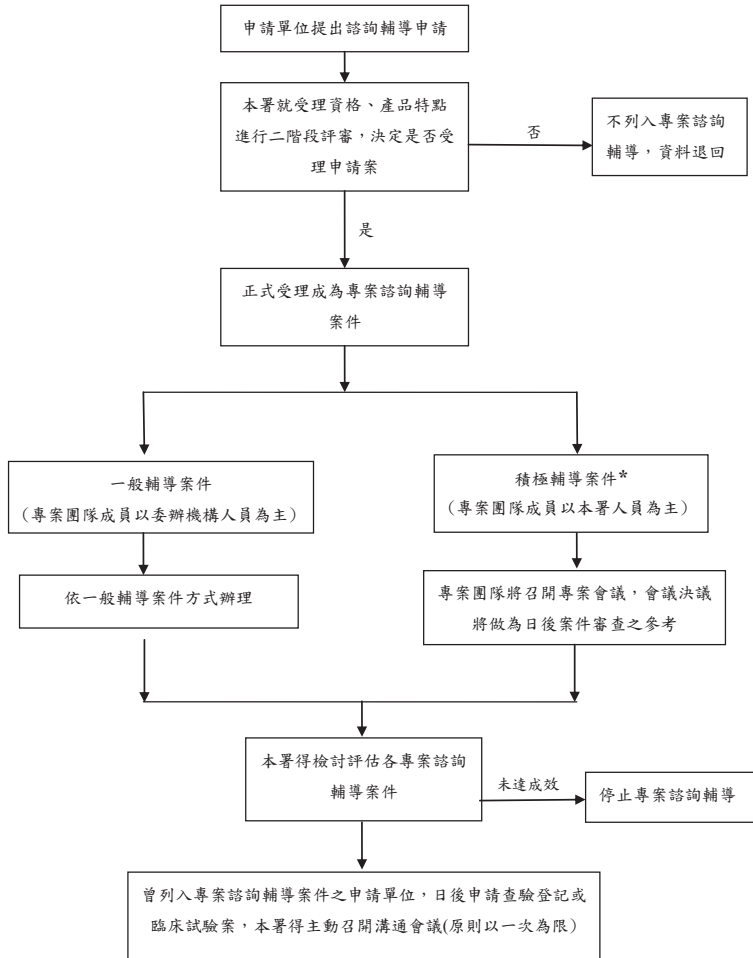 申請單位提出諮詢輔導申請
本署就受理資格、產品特點
進行二階段評審，決定是否受
理申請案
否
不列入專案諮詢
輔導，資料退回
是
正式受理成為專案諮詢輔導
案件
一般輔導案件
（專案團隊成員以委辦機構人員為主）
積極輔導案件*
（專案團隊成員以本署人員為主）
依一般輔導案件方式辦理
專案團隊將召開專案會議，會議決議
將做為日後案件審查之參考
本署得檢討評估各專案諮詢
輔導案件
未達成效
停止專案諮詢輔導
曾列入專案諮詢輔導案件之申請單位，日後申請查驗登記或
臨床試驗案，本署得主動召開溝通會議(原則以一次為限）